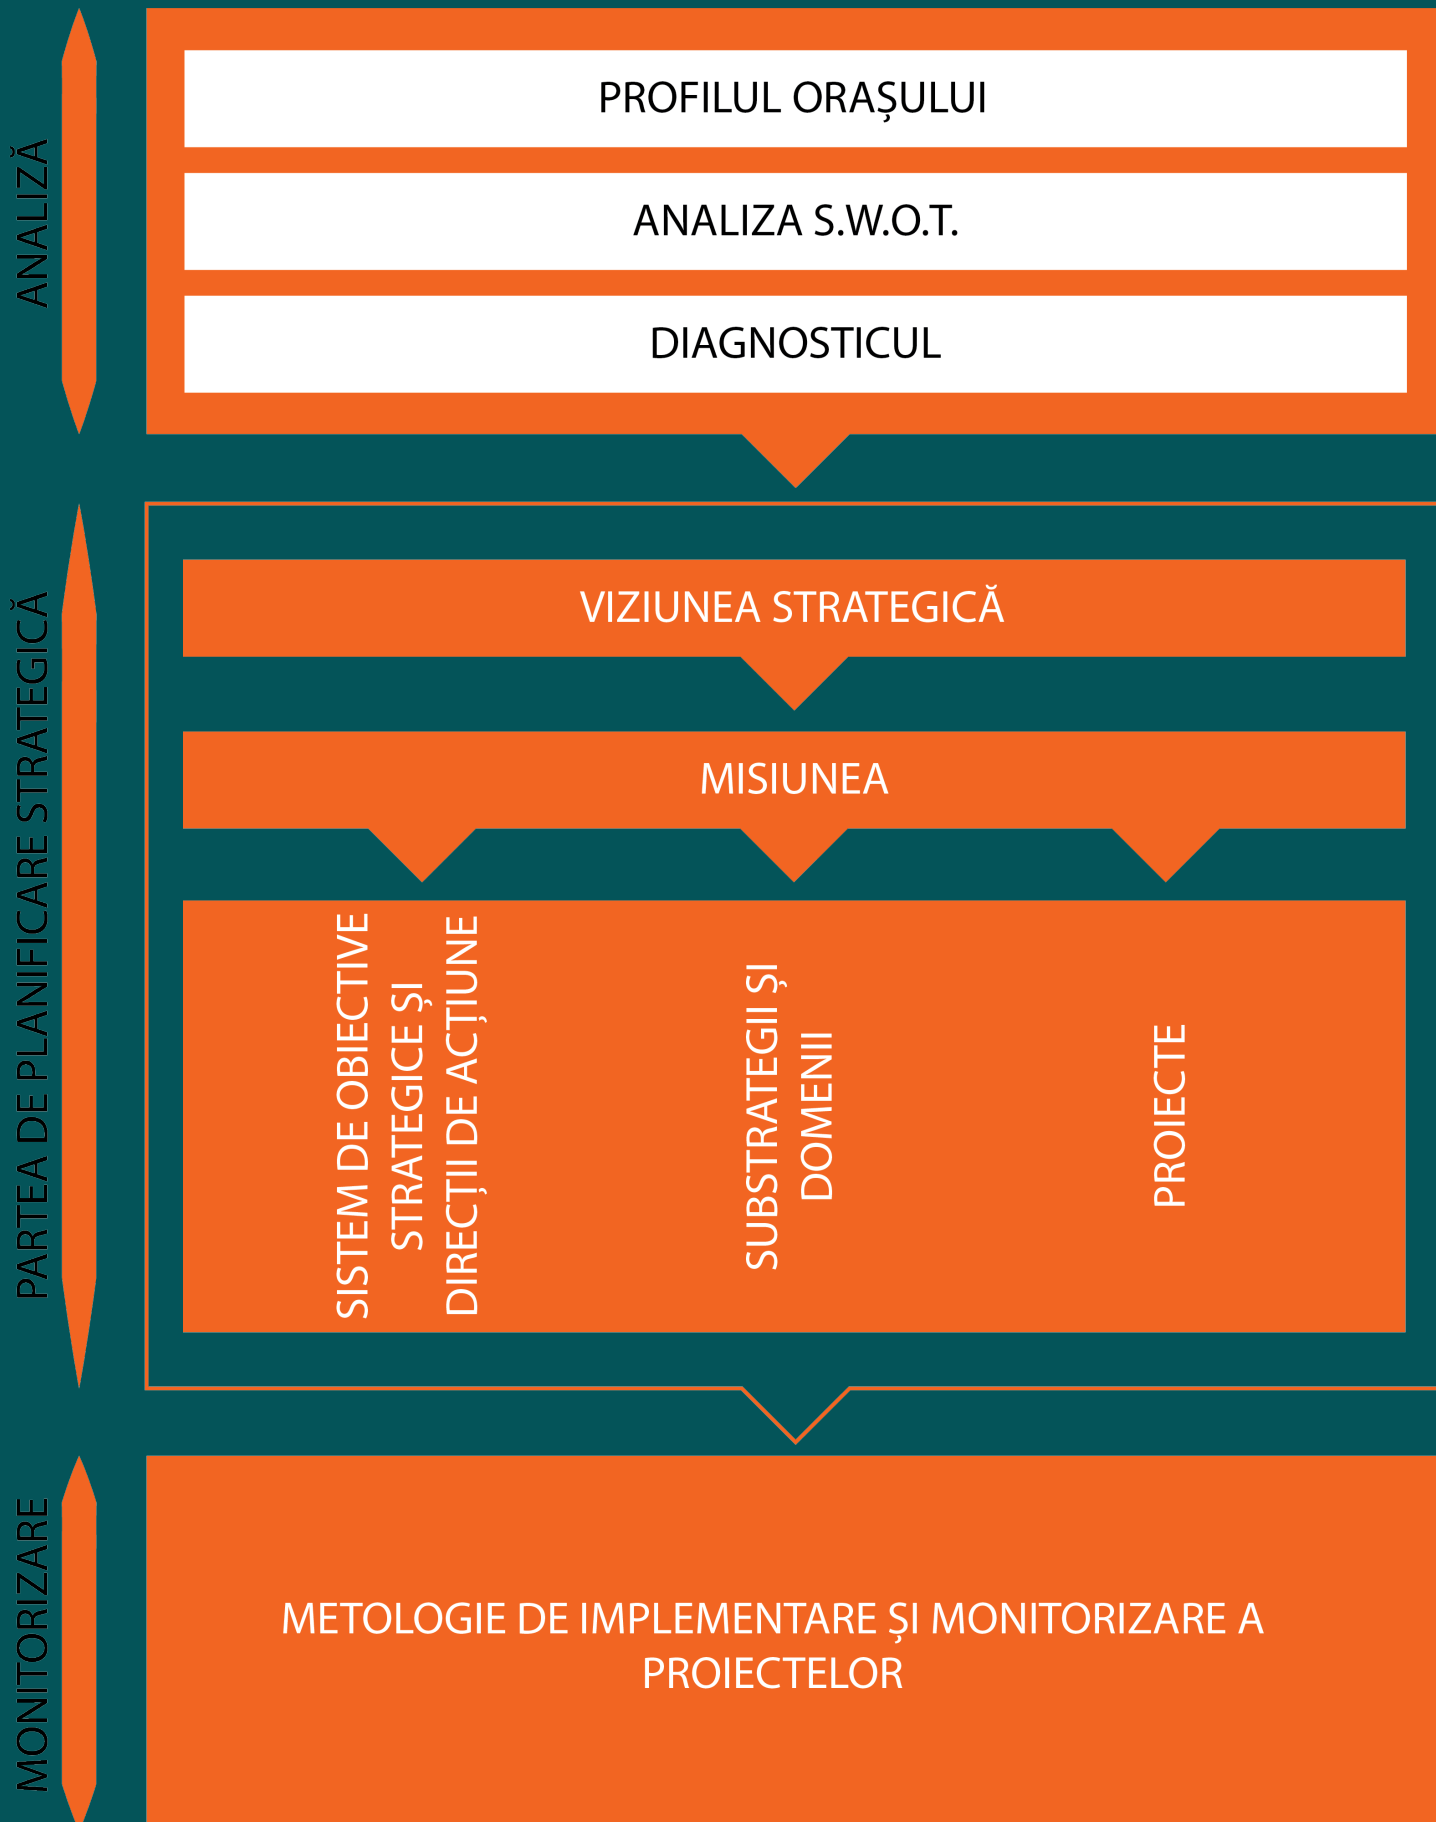 ANALIZĂ
PROFILUL ORAȘULUI
ANALIZA S.W.O.T.
DIAGNOSTICUL
PARTEA DE PLANIFICARE STRATEGICĂ
VIZIUNEA STRATEGICĂ
MISIUNEA
SISTEM DE OBIECTIVE
STRATEGICE ȘI
DIRECȚII DE ACȚIUNE
SUBSTRATEGII ȘI
DOMENII
PROIECTE
MONITORIZARE
METOLOGIE DE IMPLEMENTARE ȘI MONITORIZARE A
PROIECTELOR